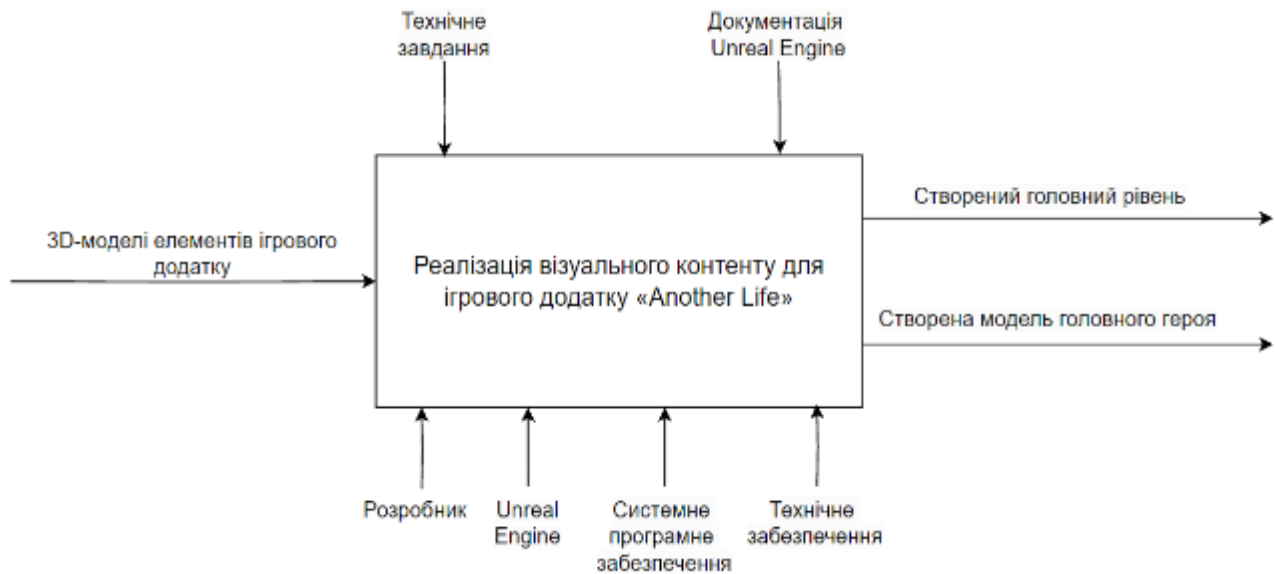 Технічне
завдання
Документація
Unreal Engine
3D-моделі елементів ігрового
додатку
Реалізація візуального контенту для
ігрового додатку «Another Life»
Створений головний рівень
Створена модель головного героя
Розробник
Unreal
Engine
Системне
програмне
забезпечення
Технічне
забезпечення